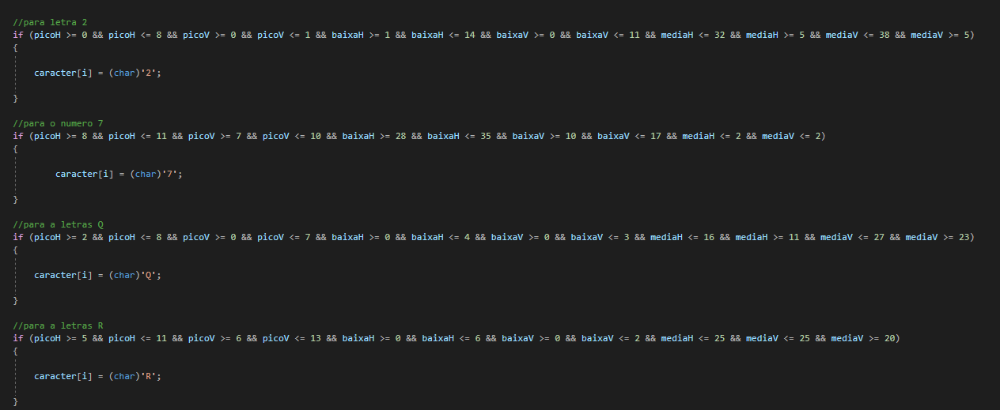 //para letra 2
if (picoH >= 0 && picoH <= 8 && picoV >= 0 && picoV <= 1 && baixaH >= 1 && baixaH <= 14 && baixaV >= 0 && baixaV <= 11 && mediaH <= 32 && mediaH >= 5 && mediaV <= 38 && mediaV >= 5)
{
caracter[i] = (char)'2';
}
//para o numero 7
if (picoH >= 8 && picoH <= 11 && picoV >= 7 && picoV <= 10 && baixaH >= 28 && baixaH <= 35 && baixaV >= 10 && baixaV <= 17 && mediaH <= 2 && mediaV <= 2)
{
caracter[i] = (char)'7';
}
//para a letras Q
if (picoH >= 2 && picoH <= 8 && picoV >= 0 && picoV <= 7 && baixaH >= 0 && baixaH <= 4 && baixaV >= 0 && baixaV <= 3 && mediaH <= 16 && mediaH >= 11 && mediaV <= 27 && mediaV >= 23)
{
caracter[i] = (char)'Q';
}
//para a letras R
if (picoH >= 5 && picoH <= 11 && picoV >= 6 && picoV <= 13 && baixaH >= 0 && baixaH <= 6 && baixaV >= 0 && baixaV <= 2 && mediaH <= 25 && mediaV <= 25 && mediaV >= 20)
{
caracter[i] = (char)'R';
}